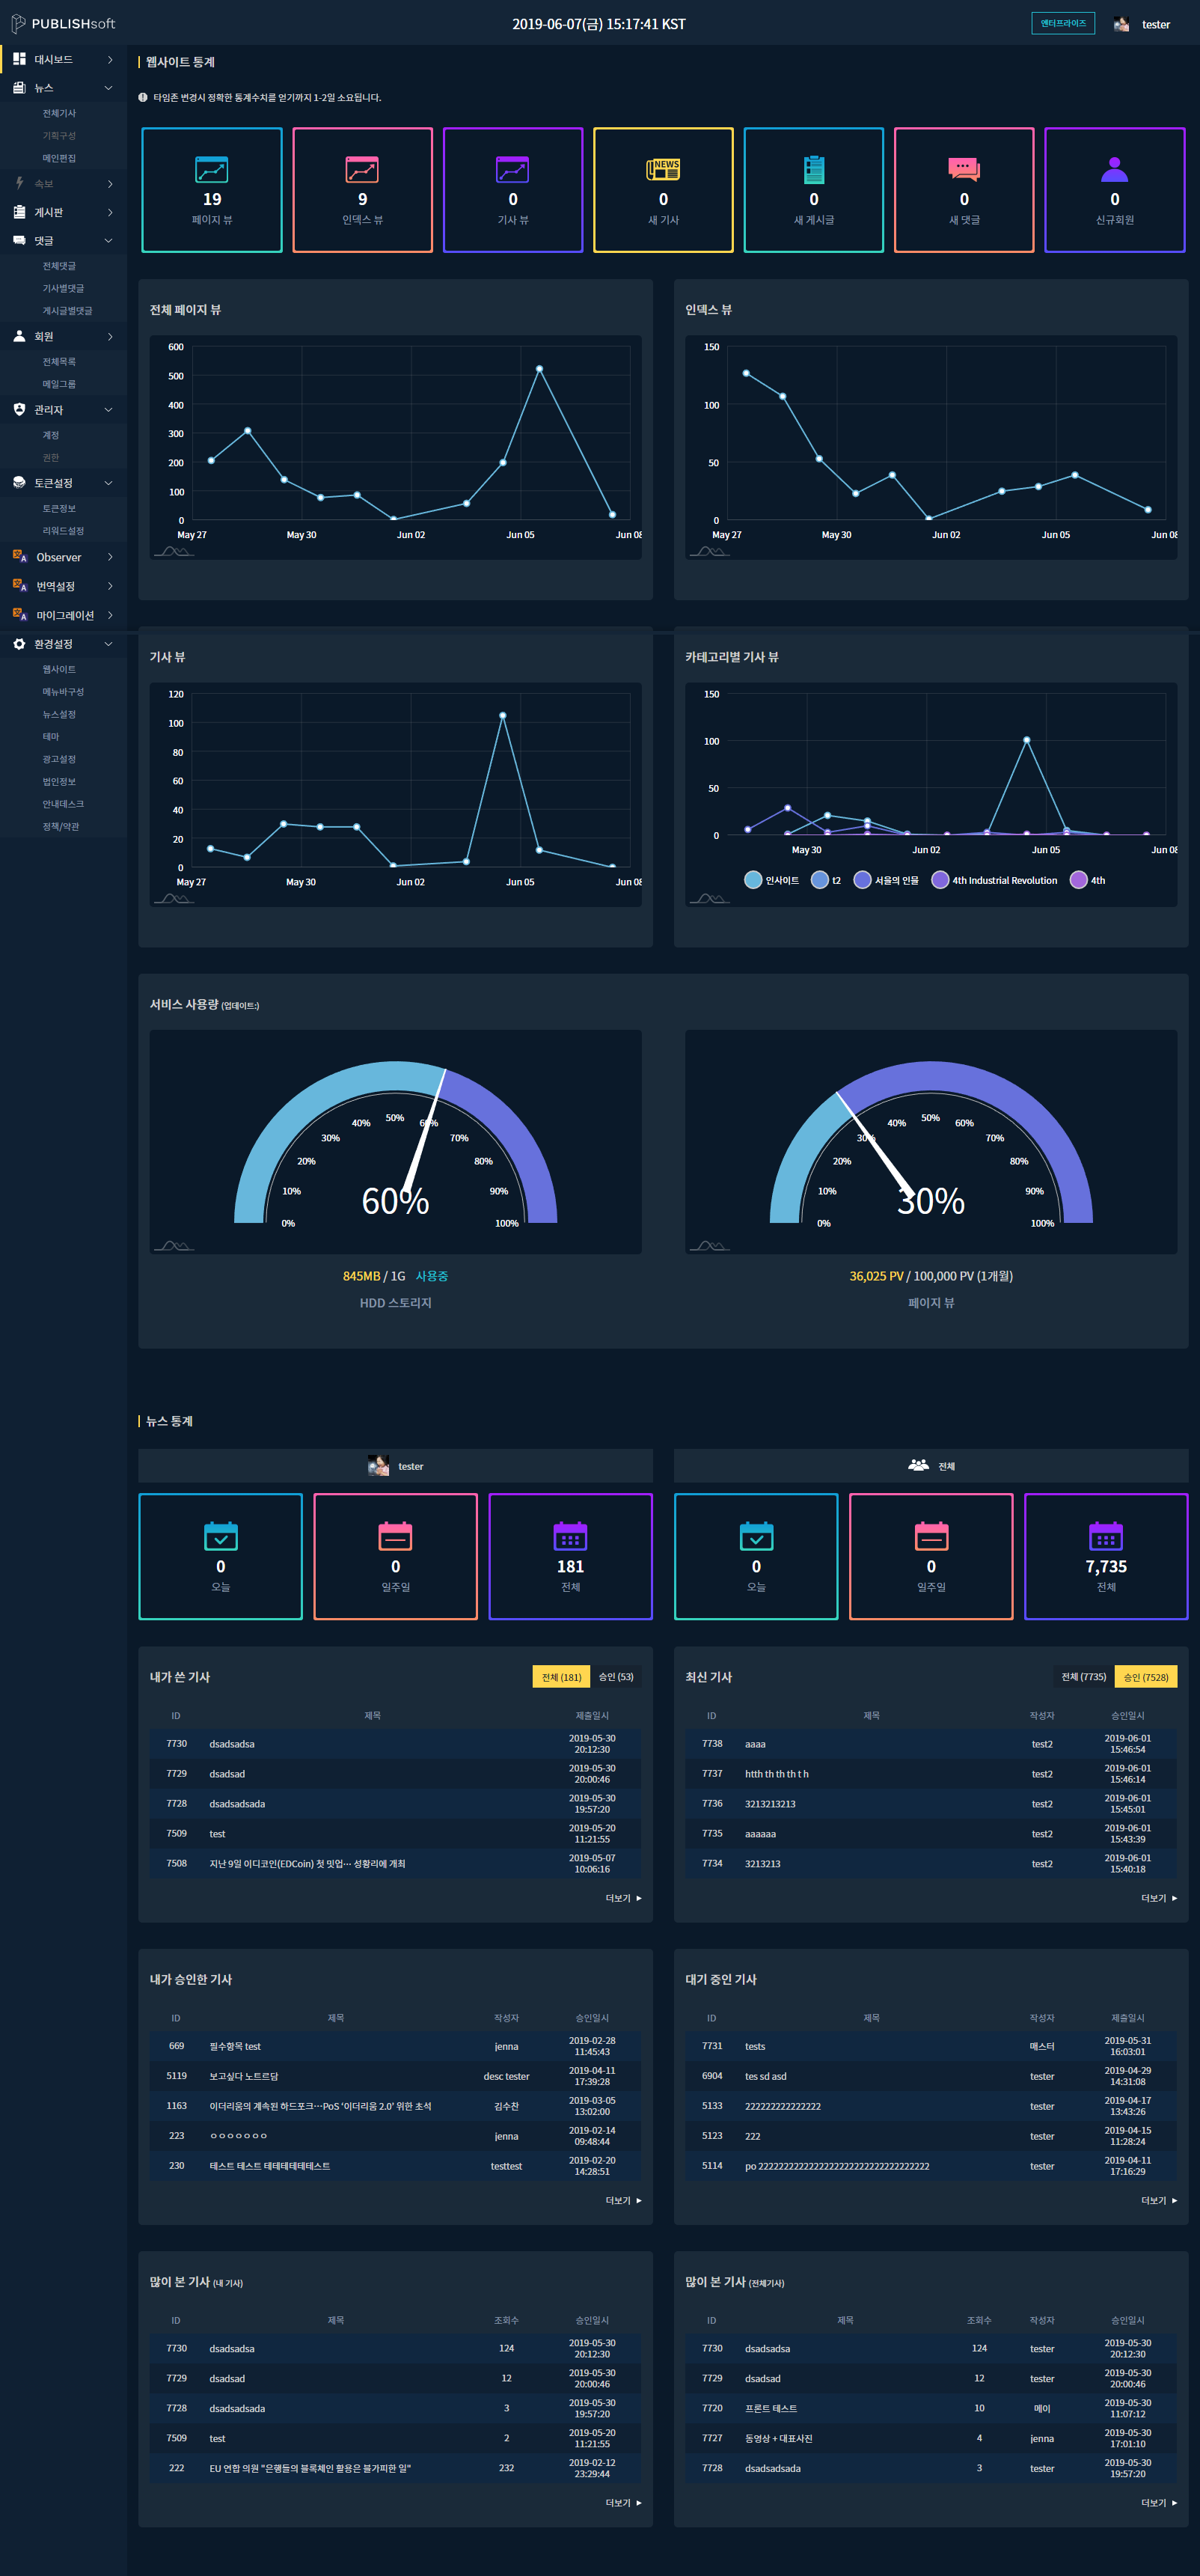 PUBLISHsoft
2019-06-07(금) 15:17:41 KST
엔터프라이즈
tester
대시보드
뉴스
전체기사
기획구성
메인편집
속보
게시판
댓글
전체댓글
기사별댓글
게시글별댓글
회원
전체목록
메일그룹
관리자
계정
권한
토큰설정
토큰정보
리워드설정
Observer
번역설정
마이그레이션
환경설정
웹사이트
메뉴바구성
뉴스설정
테마
광고설정
법인정보
안내데스크
정책/약관
웹사이트 통계
타임존 변경시 정확한 통계수치를 얻기까지 1-2일 소요됩니다.
19
페이지 뷰
9
인덱스 뷰
0
기사 뷰
NEWS
0
새 기사
0
새 게시글
0
새 댓글
0
신규회원
전체 페이지 뷰
600
500
400
300
200
100
0
May 27 May 30 Jun 02 Jun 05 Jun 08
인덱스 뷰
150
100
50
0
May 27 May 30 Jun 02 Jun 05 Jun 08
기사 뷰
120
100
80
60
40
20
0
May 27 May 30 Jun 02 Jun 05 Jun 08
카테고리별 기사 뷰
150
100
50
0
May 30 Jun 02 Jun 05 Jun 08
인사이트 t2 서울의 인물 4th Industrial Revolution 4th
서비스 사용량 (업데이트:)
0%
10%
20%
30%
40%
50%
60%
70%
80%
90%
100%
60%
845MB / 1G 사용중
HDD 스토리지
0%
10%
20%
30%
40%
50%
60%
70%
80%
90%
100%
30%
36,025 PV / 100,000 PV (1개월)
페이지 뷰
뉴스 통계
tester
0
오늘
0
일주일
181
전체
전체
0
오늘
0
일주일
7,735
전체
내가 쓴 기사
전체 (181) 승인 (53)
ID 제목 제출일시
7730 dsadsadsa 2019-05-30 20:12:30
7729 dsadsad 2019-05-30 20:00:46
7728 dsadsadsada 2019-05-30 19:57:20
7509 test 2019-05-20 11:21:55
7508 지난 9일 이디코인(EDCoin) 첫 밋업… 성황리에 개최 2019-05-07 10:06:16
더보기 ▶
최신 기사
전체 (7735) 승인 (7528)
ID 제목 작성자 승인일시
7738 aaaa test2 2019-06-01 15:46:54
7737 htth th th th t h test2 2019-06-01 15:46:14
7736 3213213213 test2 2019-06-01 15:45:01
7735 aaaaaa test2 2019-06-01 15:43:39
7734 3213213 test2 2019-06-01 15:40:18
더보기 ▶
내가 승인한 기사
ID 제목 작성자 승인일시
669 필수항목 test jenna 2019-02-28 11:45:43
5119 보고싶다 노트르담 desc tester 2019-04-11 17:39:28
1163 이더리움의 계속된 하드포크…PoS ‘이더리움 2.0’ 위한 초석 김수찬 2019-03-05 13:02:00
223 ㅇㅇㅇㅇㅇㅇㅇ jenna 2019-02-14 09:48:44
230 테스트 테스트 테테테테테테스트 testtest 2019-02-20 14:28:51
더보기 ▶
대기 중인 기사
ID 제목 작성자 제출일시
7731 tests 매스터 2019-05-31 16:03:01
6904 tes sd asd tester 2019-04-29 14:31:08
5133 222222222222222 tester 2019-04-17 13:43:26
5123 222 tester 2019-04-15 11:28:24
5114 po tester 2019-04-11 17:16:29
더보기 ▶
많이 본 기사 (내 기사)
ID 제목 조회수 승인일시
7730 dsadsadsa 124 2019-05-30 20:12:30
7729 dsadsad 12 2019-05-30 20:00:46
7728 dsadsadsada 3 2019-05-30 19:57:20
7509 test 2 2019-05-20 11:21:55
222 EU 연합 의원 "은행들의 블록체인 활용은 불가피한 일" 232 2019-02-12 23:29:44
더보기 ▶
많이 본 기사 (전체기사)
ID 제목 조회수 작성자 승인일시
7730 dsadsadsa 124 tester 2019-05-30 20:12:30
7729 dsadsad 12 tester 2019-05-30 20:00:46
7720 프론트 테스트 10 메이 2019-05-30 11:07:12
7727 동영상 + 대표사진 4 jenna 2019-05-30 17:01:10
7728 dsadsadsada 3 tester 2019-05-30 19:57:20
더보기 ▶